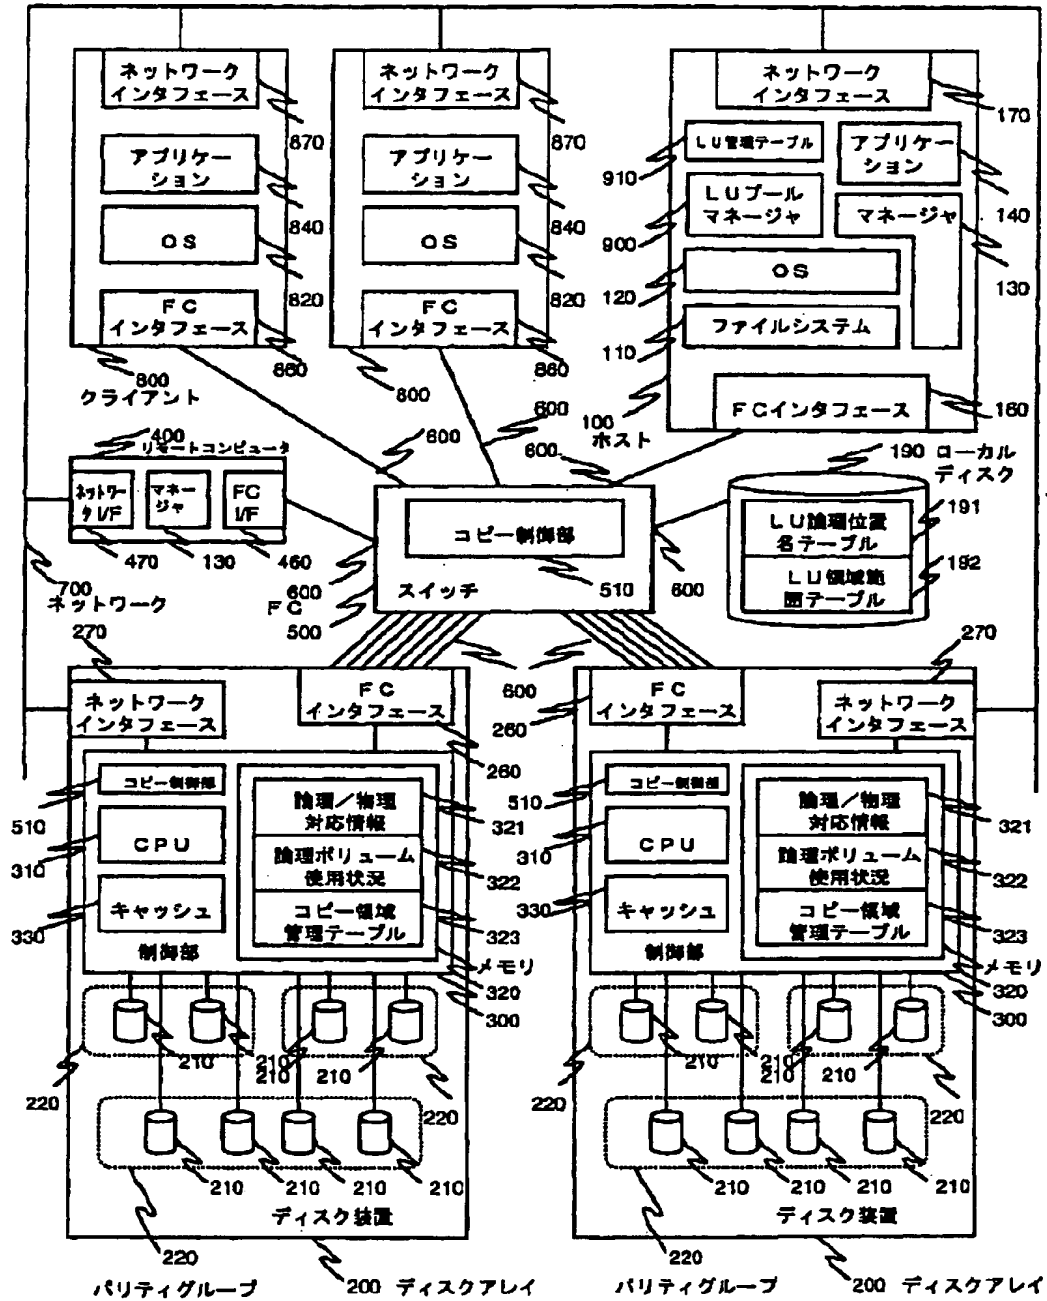 ネットワーク
インタフェース
870
アプリケー
ション
840
OS
820
FC
インタフェース
860
800
クライアント
ネットワーク
インタフェース
870
アプリケー
ション
840
OS
820
FC
インタフェース
860
800
ネットワーク
インタフェース
170
LU管理テーブル
910
アプリケー
ション
140
LUプール
マネージャ
900
マネージャ
130
OS
120
ファイルシステム
110
FCインタフェース
160
100
ホスト
600
600
600
400
リモートコンピュータ
ネットワー
ク I/F
マネー
ジャ
FC
I/F
470
130
460
700
ネットワーク
コピー制御部
510
スイッチ
600
FC
500
600
190 ローカル
ディスク
LU論理位置
名テーブル
191
LU領域範
囲テーブル
192
600
270
ネットワーク
インタフェース
FC
インタフェース
260
コピー制御部
510
CPU
310
キャッシュ
330
制御部
論理/物理
対応情報
321
論理ボリューム
使用状況
322
コピー領域
管理テーブル
323
メモリ
320
300
210
210
210
210
220
220
210
210
210
210
ディスク装置
220
パリティグループ
200 ディスクアレイ
FC
インタフェース
260
270
ネットワーク
インタフェース
コピー制御部
510
CPU
310
キャッシュ
330
制御部
論理/物理
対応情報
321
論理ボリューム
使用状況
322
コピー領域
管理テーブル
323
メモリ
320
300
210
210
210
210
220
220
210
210
210
210
ディスク装置
220
パリティグループ
200 ディスクアレイ